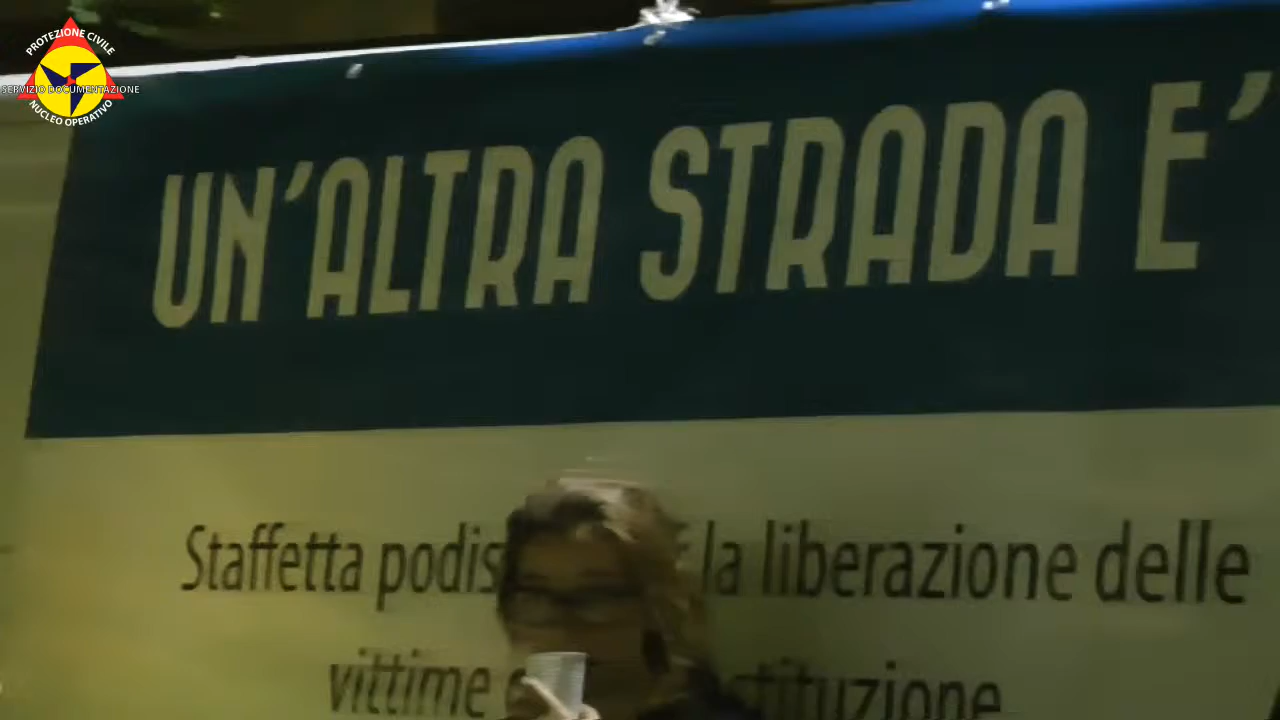 PROTEZIONE CIVILE
SERVIZIO DOCUMENTAZIONE
NUCLEO OPERATIVO
UN'ALTRA STRADA E'
Staffetta podis la liberazione delle
vittime stituzione